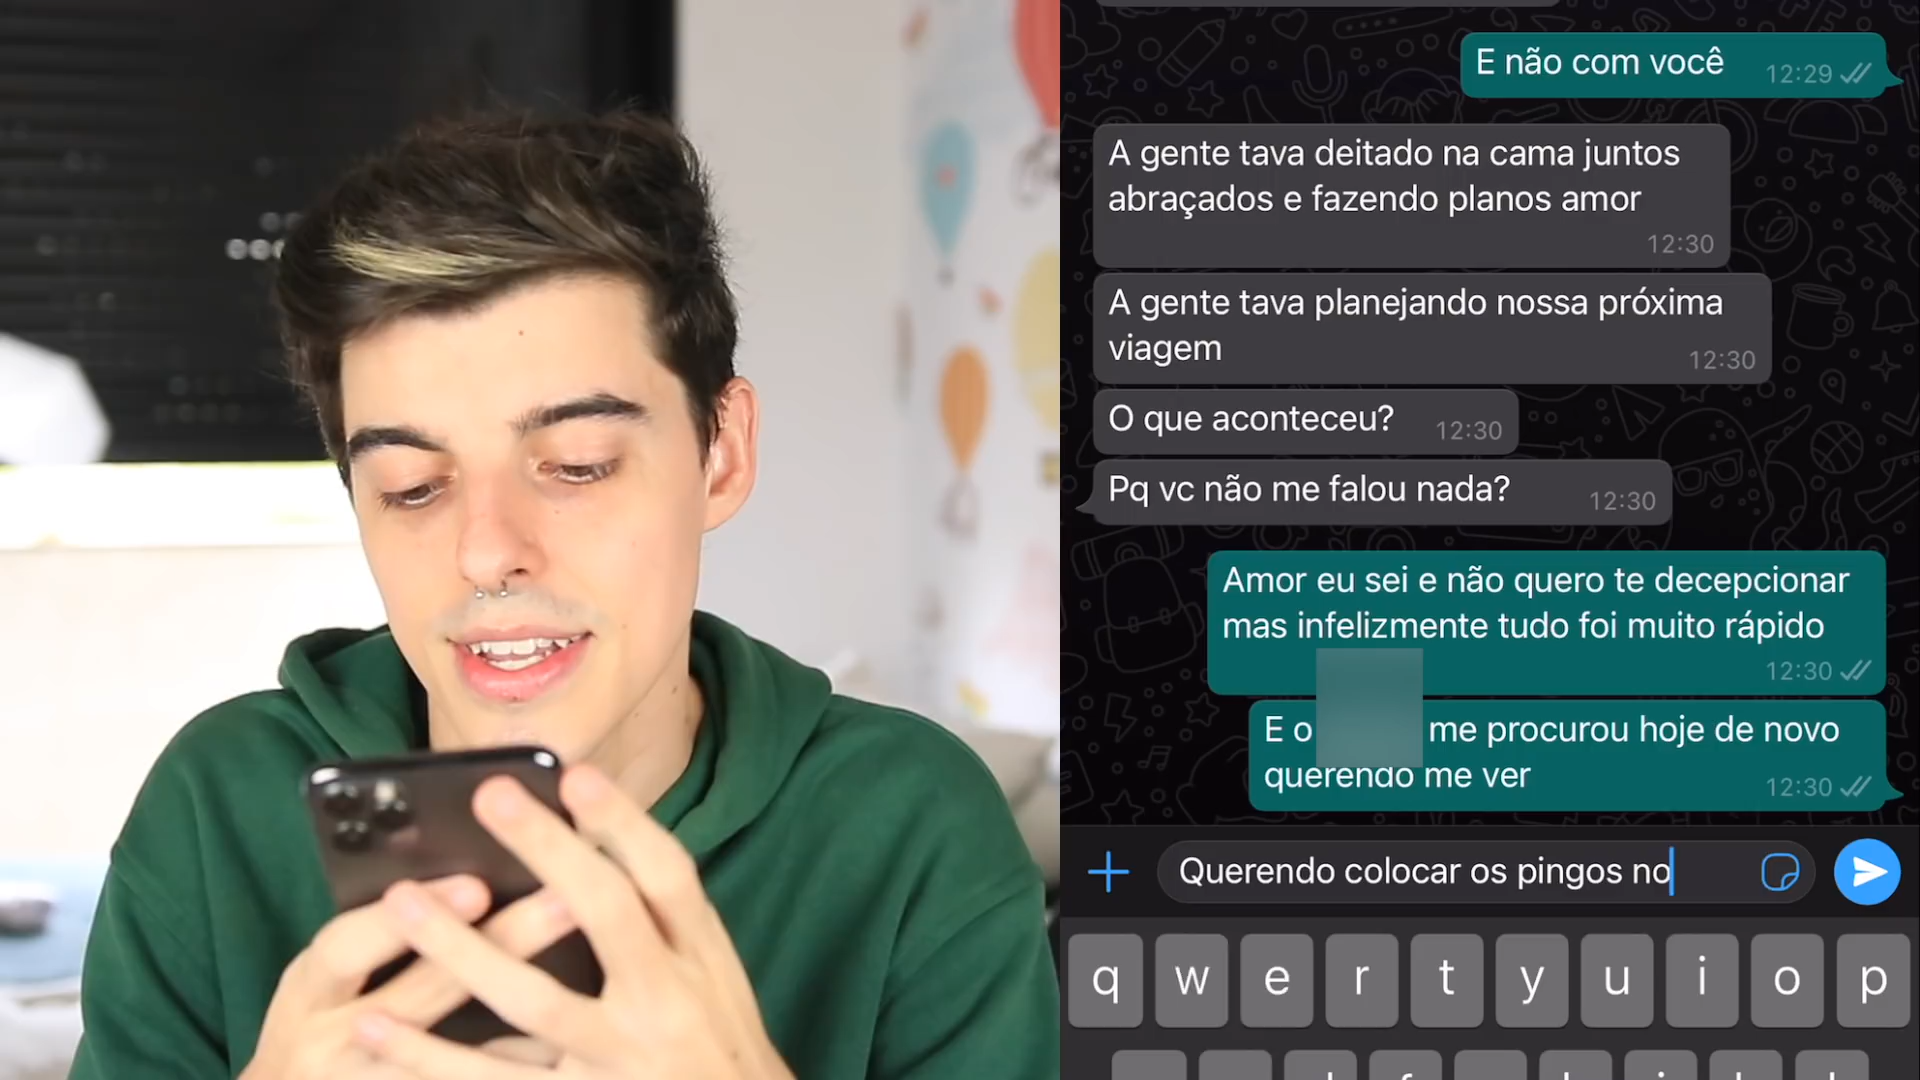 E não com você
12:29
A gente tava deitado na cama juntos
abraçados e fazendo planos amor
12:30
A gente tava planejando nossa próxima
viagem
12:30
O que aconteceu?
12:30
Pq vc não me falou nada?
12:30
Amor eu sei e não quero te decepcionar
mas infelizmente tudo foi muito rápido
12:30
E o me procurou hoje de novo
querendo me ver
12:30
Querendo colocar os pingos no
q w e r t y u i o p